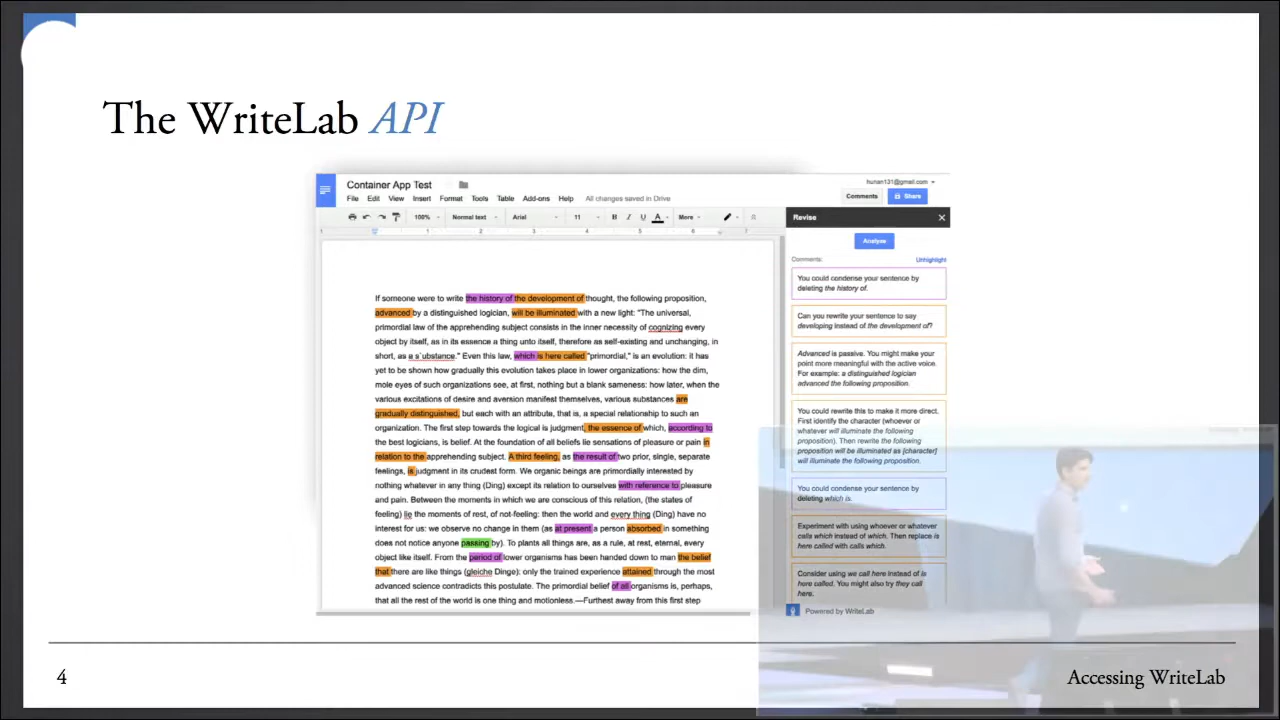 The WriteLab API
Container App Test
hunan131@gmail.com
File Edit View Insert Format Tools Table Add-ons Help All changes saved in Drive
Comments Share
100% Normal text Arial 11 B I U A More
Revise
1 1 2 3 4 5 6 7
Analyze
Comments: Unhighlight
If someone were to write the history of the development of thought, the following proposition,
advanced by a distinguished logician, will be illuminated with a new light: "The universal,
primordial law of the apprehending subject consists in the inner necessity of cognizing every
object by itself, as in its essence a thing unto itself, therefore as self-existing and unchanging, in
short, as a s`ubstance." Even this law, which is here called "primordial," is an evolution: it has
yet to be shown how gradually this evolution takes place in lower organizations: how the dim,
mole eyes of such organizations see, at first, nothing but a blank sameness: how later, when the
various excitations of desire and aversion manifest themselves, various substances are
gradually distinguished, but each with an attribute, that is, a special relationship to such an
organization. The first step towards the logical is judgment, the essence of which, according to
the best logicians, is belief. At the foundation of all beliefs lie sensations of pleasure or pain in
relation to the apprehending subject. A third feeling, as the result of two prior, single, separate
feelings, is judgment in its crudest form. We organic beings are primordially interested by
nothing whatever in any thing (Ding) except its relation to ourselves with reference to pleasure
and pain. Between the moments in which we are conscious of this relation, (the states of
feeling) lie the moments of rest, of not-feeling: then the world and every thing (Ding) have no
interest for us: we observe no change in them (as at present a person absorbed in something
does not notice anyone passing by). To plants all things are, as a rule, at rest, eternal, every
object like itself. From the period of lower organisms has been handed down to man the belief
that there are like things (gleiche Dinge): only the trained experience attained through the most
advanced science contradicts this postulate. The primordial belief of all organisms is, perhaps,
that all the rest of the world is one thing and motionless.—Furthest away from this first step
You could condense your sentence by
deleting the history of.
Can you rewrite your sentence to say
developing instead of the development of?
Advanced is passive. You might make your
point more meaningful with the active voice.
For example: a distinguished logician
advanced the following proposition.
You could rewrite this to make it more direct.
First identify the character (whoever or
whatever will illuminate the following
proposition). Then rewrite the following
proposition will be illuminated as [character]
will illuminate the following proposition.
You could condense your sentence by
deleting which is.
Experiment with using whoever or whatever
calls which instead of which. Then replace is
here called with calls which.
Consider using we call here instead of is
here called. You might also try they call
here.
Powered by WriteLab
4
Accessing WriteLab